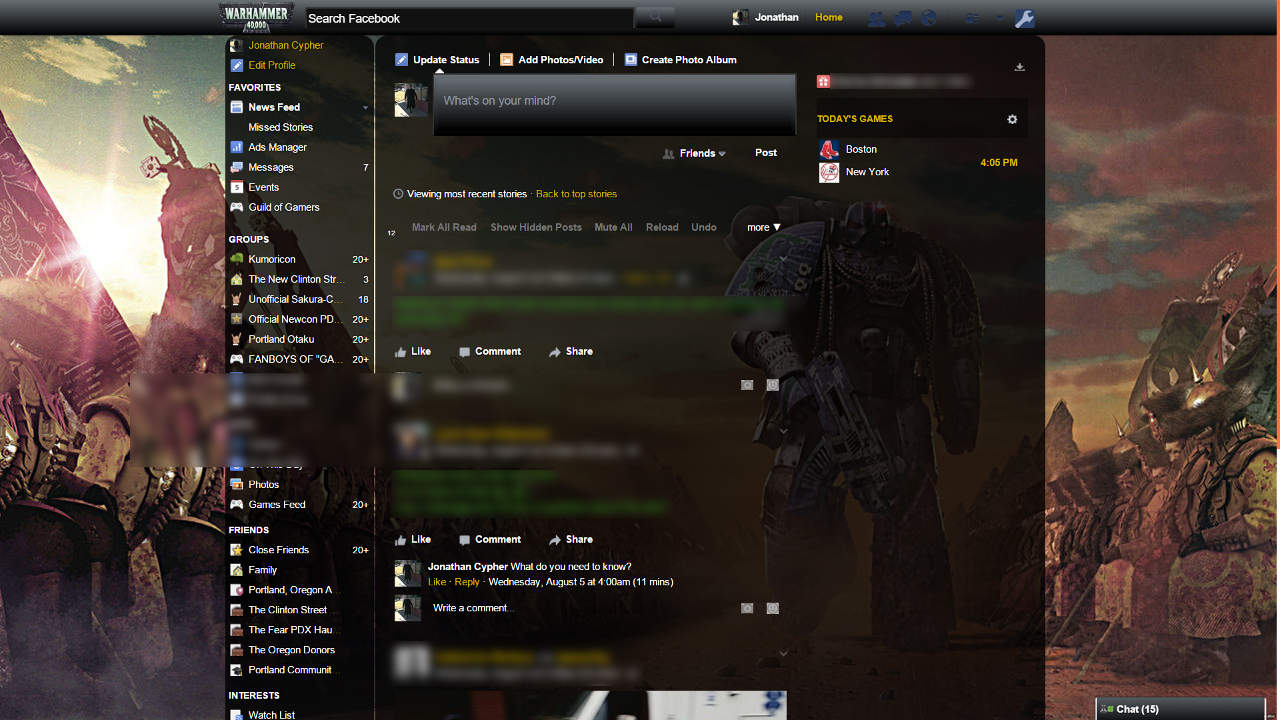 WARHAMMER
40,000
Search Facebook
Jonathan
Home
Jonathan Cypher
Edit Profile
FAVORITES
News Feed
Missed Stories
Ads Manager
Messages 7
Events
Guild of Gamers
GROUPS
Kumoricon 20+
The New Clinton Str... 3
Unofficial Sakura-C... 18
Official Newcon PD... 20+
Portland Otaku 20+
FANBOYS OF "GA... 20+
Photos
Games Feed 20+
FRIENDS
Close Friends 20+
Family
Portland, Oregon A...
The Clinton Street
The Fear PDX Hau...
The Oregon Donors
Portland Communit...
INTERESTS
Watch List
Update Status
Add Photos/Video
Create Photo Album
What's on your mind?
Friends
Post
Viewing most recent stories · Back to top stories
12
Mark All Read
Show Hidden Posts
Mute All
Reload
Undo
more ▼
Like
Comment
Share
Like
Comment
Share
Jonathan Cypher What do you need to know?
Like · Reply · Wednesday, August 5 at 4:00am (11 mins)
Write a comment...
TODAY'S GAMES
Boston
New York
4:05 PM
Chat (15)